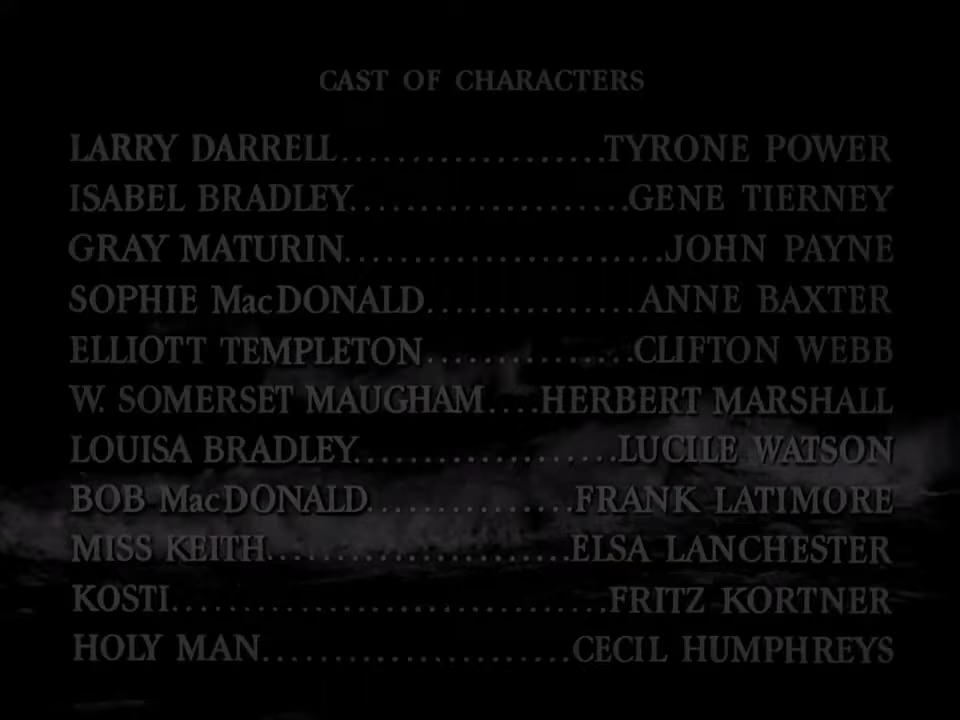 CAST OF CHARACTERS
LARRY DARRELL....................TYRONE POWER
ISABEL BRADLEY....................GENE TIERNEY
GRAY MATURIN.......................JOHN PAYNE
SOPHIE MacDONALD...............ANNE BAXTER
ELLIOTT TEMPLETON...............CLIFTON WEBB
W. SOMERSET MAUGHAM....HERBERT MARSHALL
LOUISA BRADLEY...................LUCILE WATSON
BOB MacDONALD...............FRANK LATIMORE
MISS KEITH......................ELSA LANCHESTER
KOSTI................................FRITZ KORTNER
HOLY MAN......................CECIL HUMPHREYS